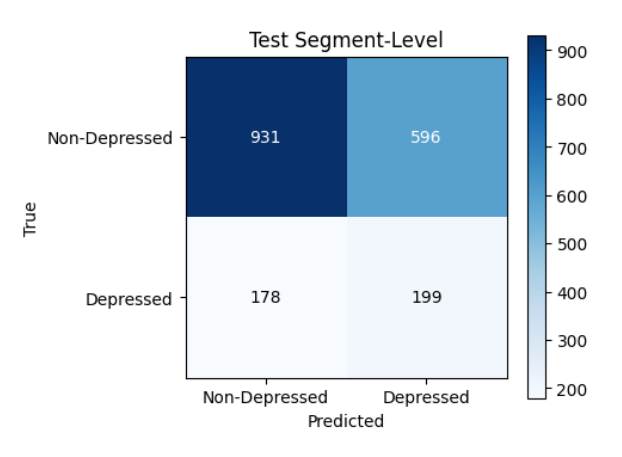 Test Segment-Level
True
Non-Depressed
931
596
Depressed
178
199
Non-Depressed
Depressed
Predicted
900
800
700
600
500
400
300
200